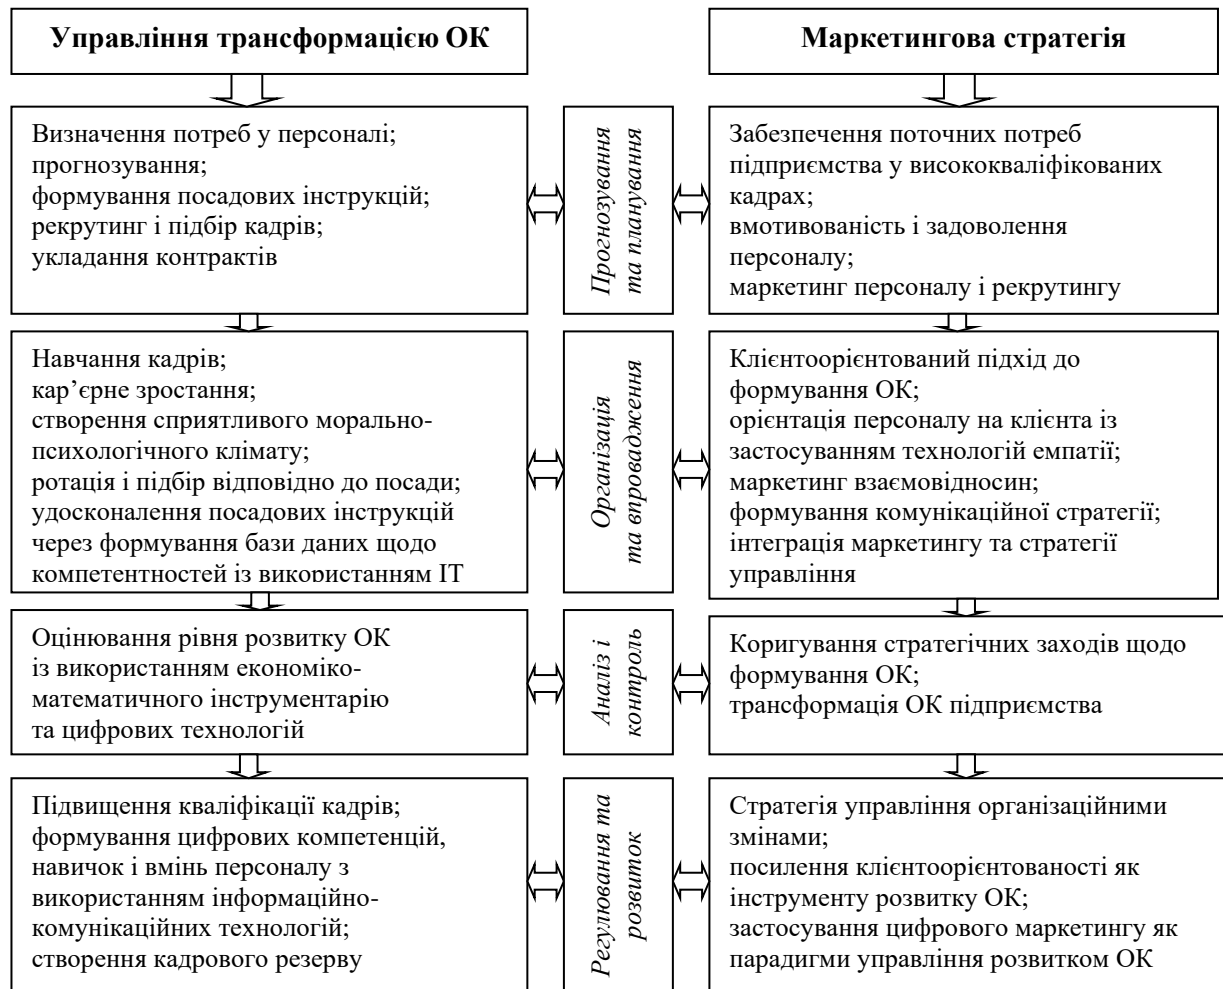 Управління трансформацією ОК
Маркетингова стратегія
Визначення потреб у персоналі;
прогнозування;
формування посадових інструкцій;
рекрутинг і підбір кадрів;
укладання контрактів
Прогнозування
та планування
Забезпечення поточних потреб
підприємства у висококваліфікованих
кадрах;
вмотивованість і задоволення
персоналу;
маркетинг персоналу і рекрутингу
Навчання кадрів;
кар’єрне зростання;
створення сприятливого морально-
психологічного клімату;
ротація і підбір відповідно до посади;
удосконалення посадових інструкцій
через формування бази даних щодо
компетентностей із використанням ІТ
Організація
та впровадження
Клієнтоорієнтований підхід до
формування ОК;
орієнтація персоналу на клієнта із
застосуванням технологій емпатії;
маркетинг взаємовідносин;
формування комунікаційної стратегії;
інтеграція маркетингу та стратегії
управління
Оцінювання рівня розвитку ОК
із використанням економіко-
математичного інструментарію
та цифрових технологій
Аналіз і
контроль
Коригування стратегічних заходів щодо
формування ОК;
трансформація ОК підприємства
Підвищення кваліфікації кадрів;
формування цифрових компетенцій,
навичок і вмінь персоналу з
використанням інформаційно-
комунікаційних технологій;
створення кадрового резерву
Регулювання та
розвиток
Стратегія управління організаційними
змінами;
посилення клієнтоорієнтованості як
інструменту розвитку ОК;
застосування цифрового маркетингу як
парадигми управління розвитком ОК